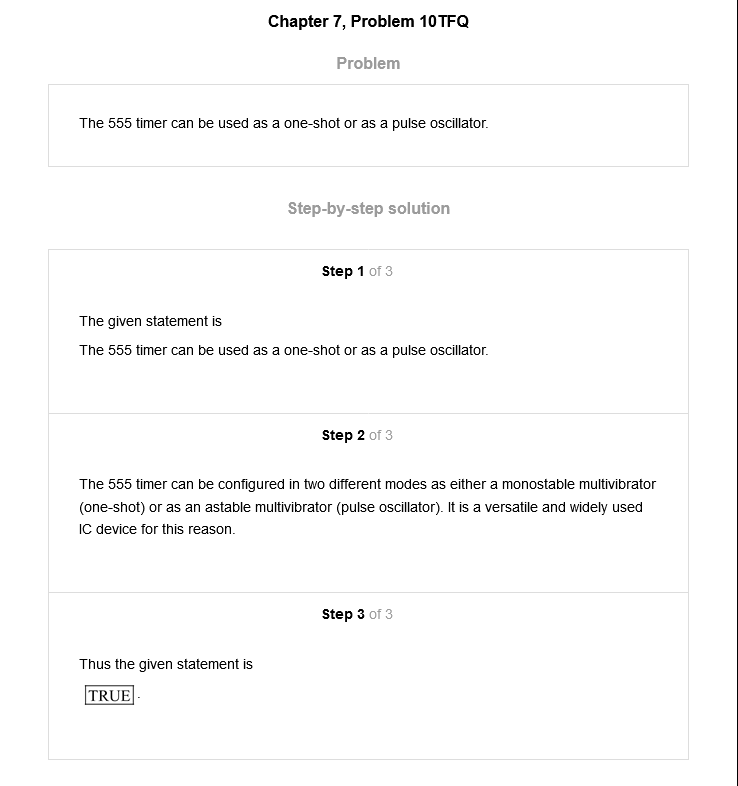 Chapter 7, Problem 10TFQ
Problem
The 555 timer can be used as a one-shot or as a pulse oscillator.
Step-by-step solution
Step 1 of 3
The given statement is
The 555 timer can be used as a one-shot or as a pulse oscillator.
Step 2 of 3
The 555 timer can be configured in two different modes as either a monostable multivibrator
(one-shot) or as an astable multivibrator (pulse oscillator). It is a versatile and widely used
IC device for this reason.
Step 3 of 3
Thus the given statement is
TRUE.